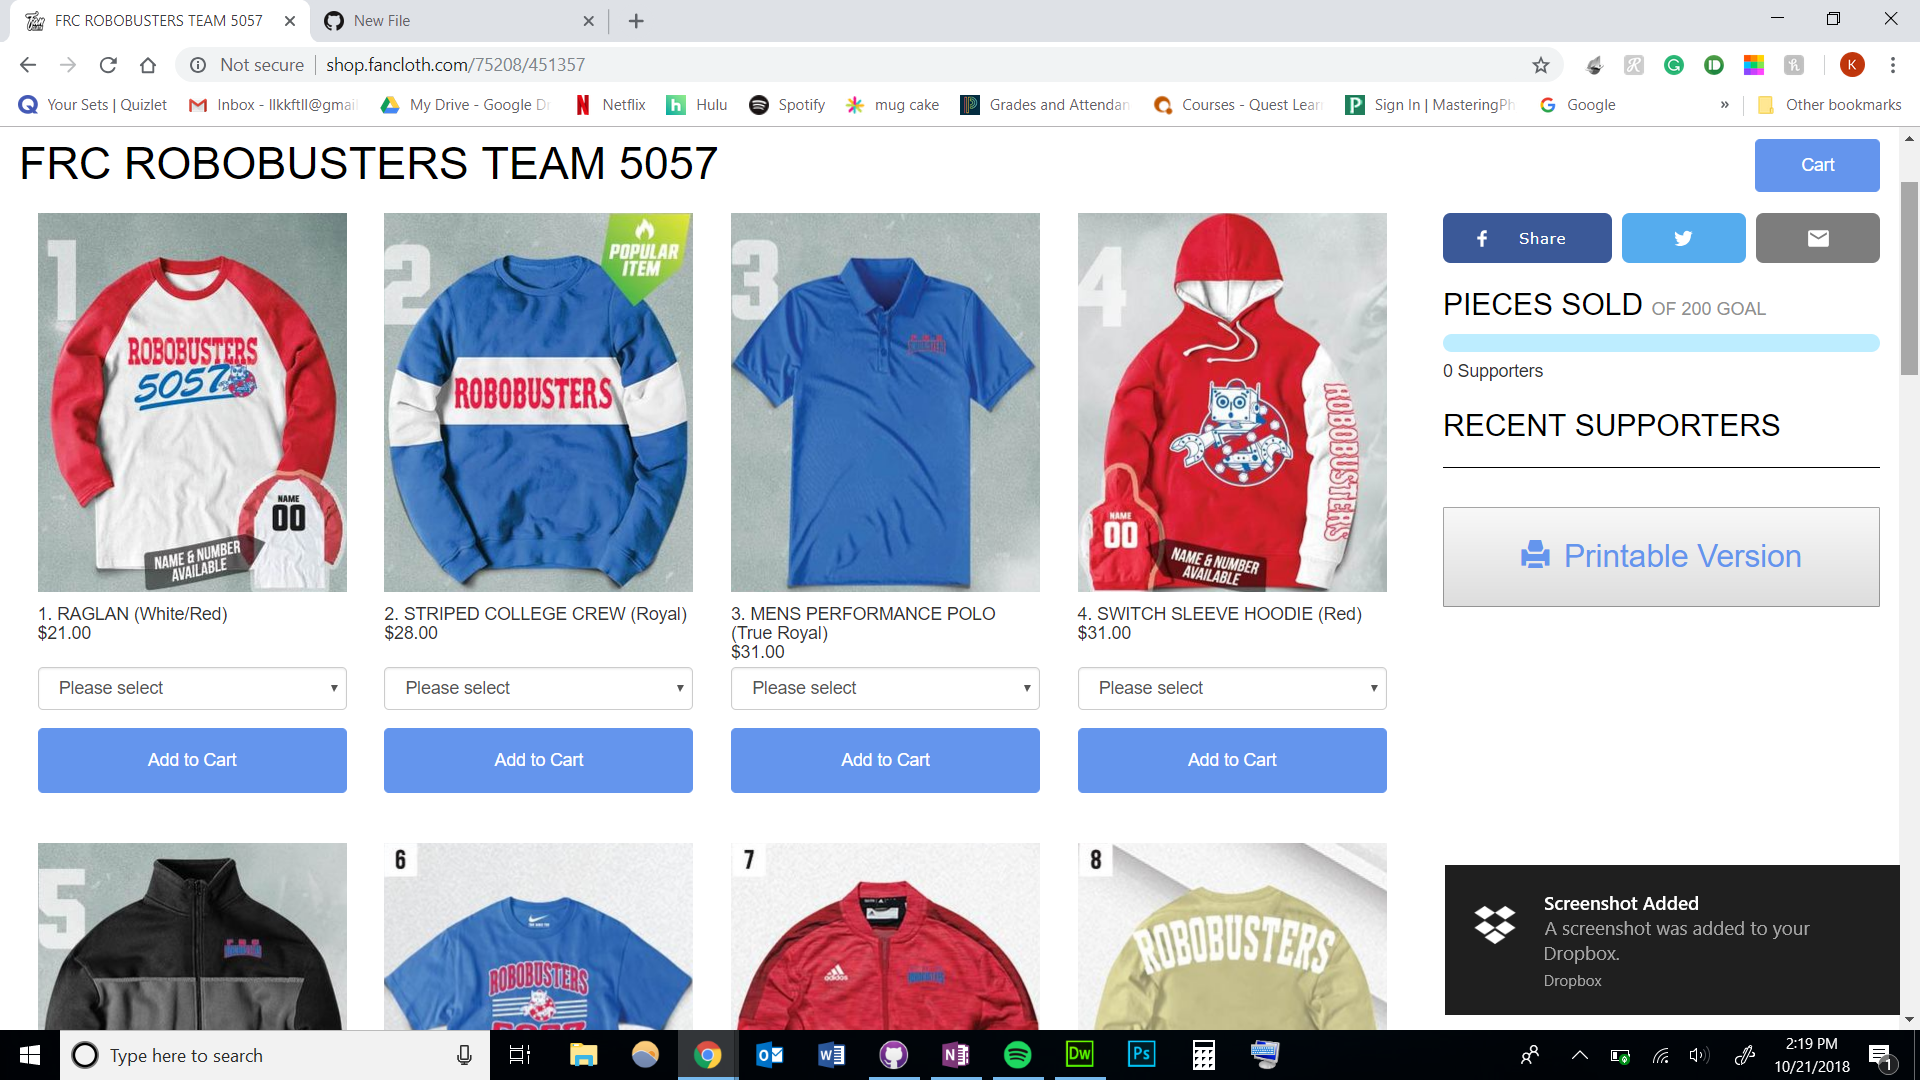 FRC ROBOBUSTERS TEAM 5057
New File
Not secure
shop.fancloth.com/75208/451357
K
Your Sets | Quizlet
Inbox - llkkftll@gmai
My Drive - Google Dr
Netflix
Hulu
Spotify
mug cake
Grades and Attendan
Courses - Quest Lear
Sign In | MasteringPh
Google
»
Other bookmarks
FRC ROBOBUSTERS TEAM 5057
Cart
1
ROBOBUSTERS
5057
NAME
00
NAME & NUMBER
AVAILABLE
2
POPULAR
ITEM
ROBOBUSTERS
3
4
ROBOBUSTERS
NAME
00
NAME & NUMBER
AVAILABLE
Share
PIECES SOLD OF 200 GOAL
0 Supporters
RECENT SUPPORTERS
Printable Version
1. RAGLAN (White/Red)
$21.00
2. STRIPED COLLEGE CREW (Royal)
$28.00
3. MENS PERFORMANCE POLO
(True Royal)
$31.00
4. SWITCH SLEEVE HOODIE (Red)
$31.00
Please select
Please select
Please select
Please select
Add to Cart
Add to Cart
Add to Cart
Add to Cart
5
6
ROBOBUSTERS
5057
7
adidas
8
ROBOBUSTERS
Screenshot Added
A screenshot was added to your
Dropbox.
Dropbox
Type here to search
Dw
Ps
2:19 PM
10/21/2018
1